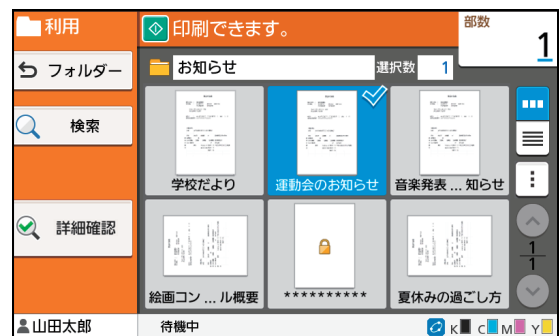 利用
印刷できます。
部数
1
フォルダー
お知らせ
選択数 1
検索
詳細確認
学校だより
運動会のお知らせ
音楽発表 ... 知らせ
絵画コン ... ル概要
**********
夏休みの過ごし方
1
1
山田太郎
待機中
K C M Y